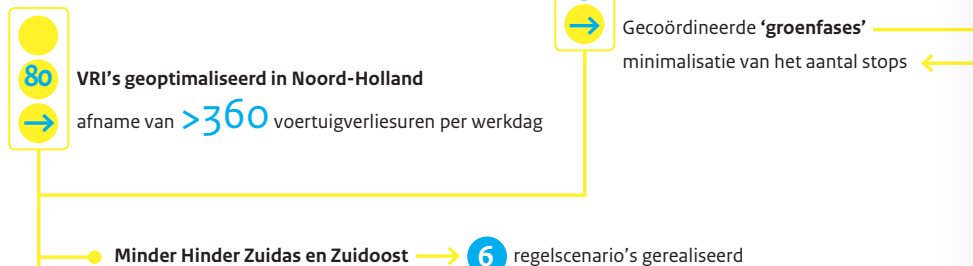 Gecoördineerde ‘groenfases’
minimalisatie van het aantal stops
80 VRI's geoptimaliseerd in Noord-Holland
afname van >360 voertuigverliesuren per werkdag
Minder Hinder Zuidas en Zuidoost → 6 regelscenario's gerealiseerd